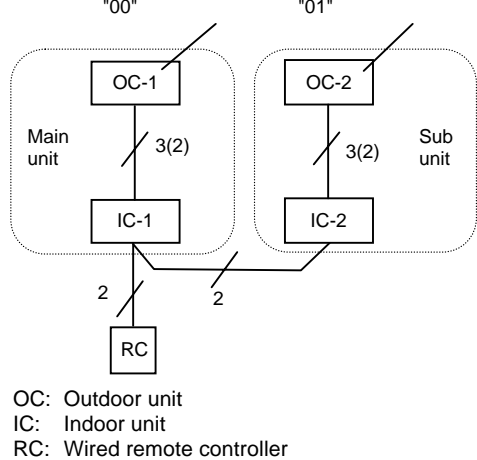 "00" "01"
OC-1 OC-2
Main unit
3(2) 3(2)
Sub unit
IC-1 IC-2
2 2
RC
OC: Outdoor unit
IC: Indoor unit
RC: Wired remote controller